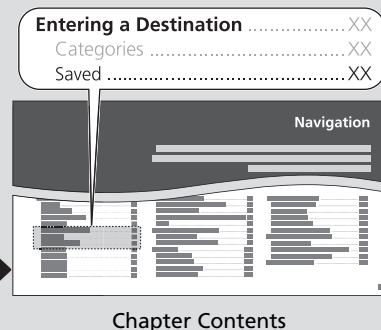 Entering a Destination .................... XX
Categories .................... XX
Saved .................... XX
Navigation
Chapter Contents